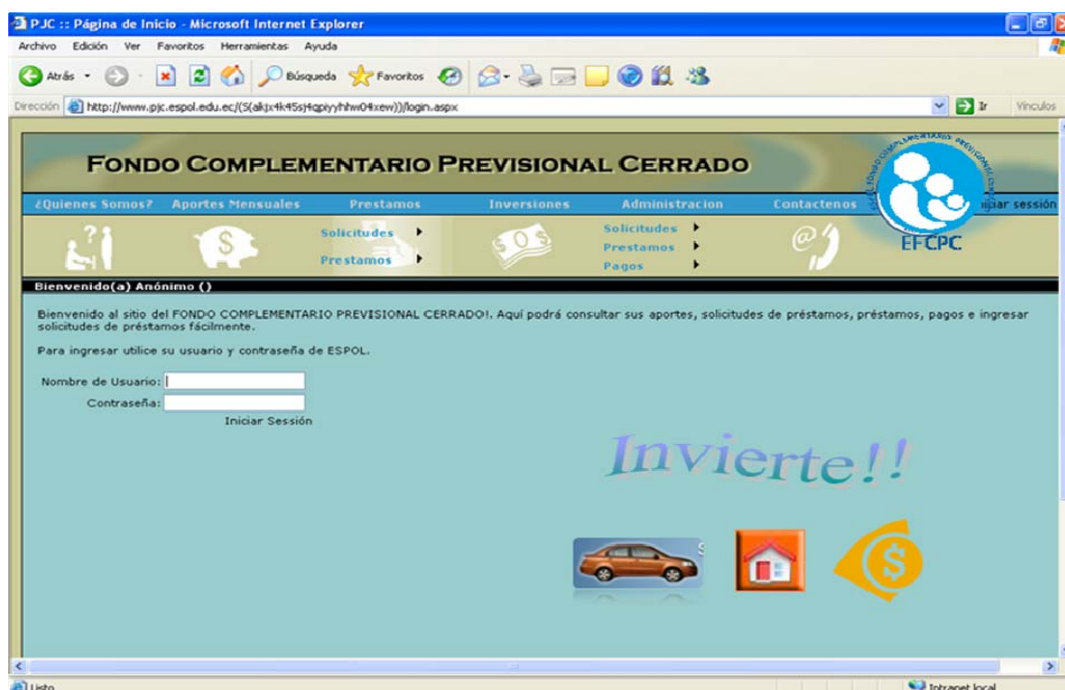 PJC :: Página de Inicio - Microsoft Internet Explorer
Archivo Edición Ver Favoritos Herramientas Ayuda
Atrás Búsqueda Favoritos
Dirección http://www.pjc.espol.edu.ec/ /login.aspx Ir Vínculos
FONDO COMPLEMENTARIO PREVISIONAL CERRADO
¿Quienes Somos? Aportes Mensuales Prestamos Inversiones Administracion Contactenos sessión
Solicitudes
Prestamos
Solicitudes
Prestamos
Pagos
EFCPC
Bienvenido(a) Anónimo ()
Bienvenido al sitio del FONDO COMPLEMENTARIO PREVISIONAL CERRADO!. Aquí podrá consultar sus aportes, solicitudes de préstamos, préstamos, pagos e ingresar
solicitudes de préstamos fácilmente.
Para ingresar utilice su usuario y contraseña de ESPOL.
Nombre de Usuario:
Contraseña:
Iniciar Sessión
Invierte!!
Listo Intranet local